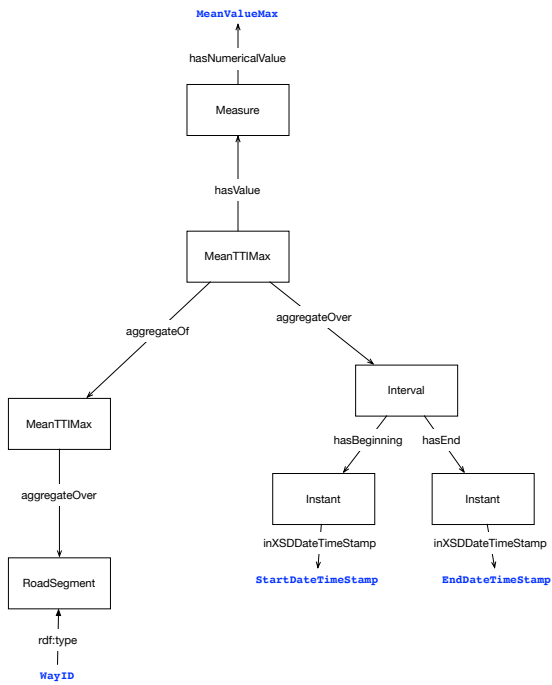 MeanValueMax
hasNumericalValue
Measure
hasValue
MeanTTIMax
aggregateOf
aggregateOver
Interval
MeanTTIMax
hasBeginning
hasEnd
aggregateOver
Instant
Instant
inXSDDateTimeStamp
inXSDDateTimeStamp
RoadSegment
StartDateTimeStamp
EndDateTimeStamp
rdf:type
WayID